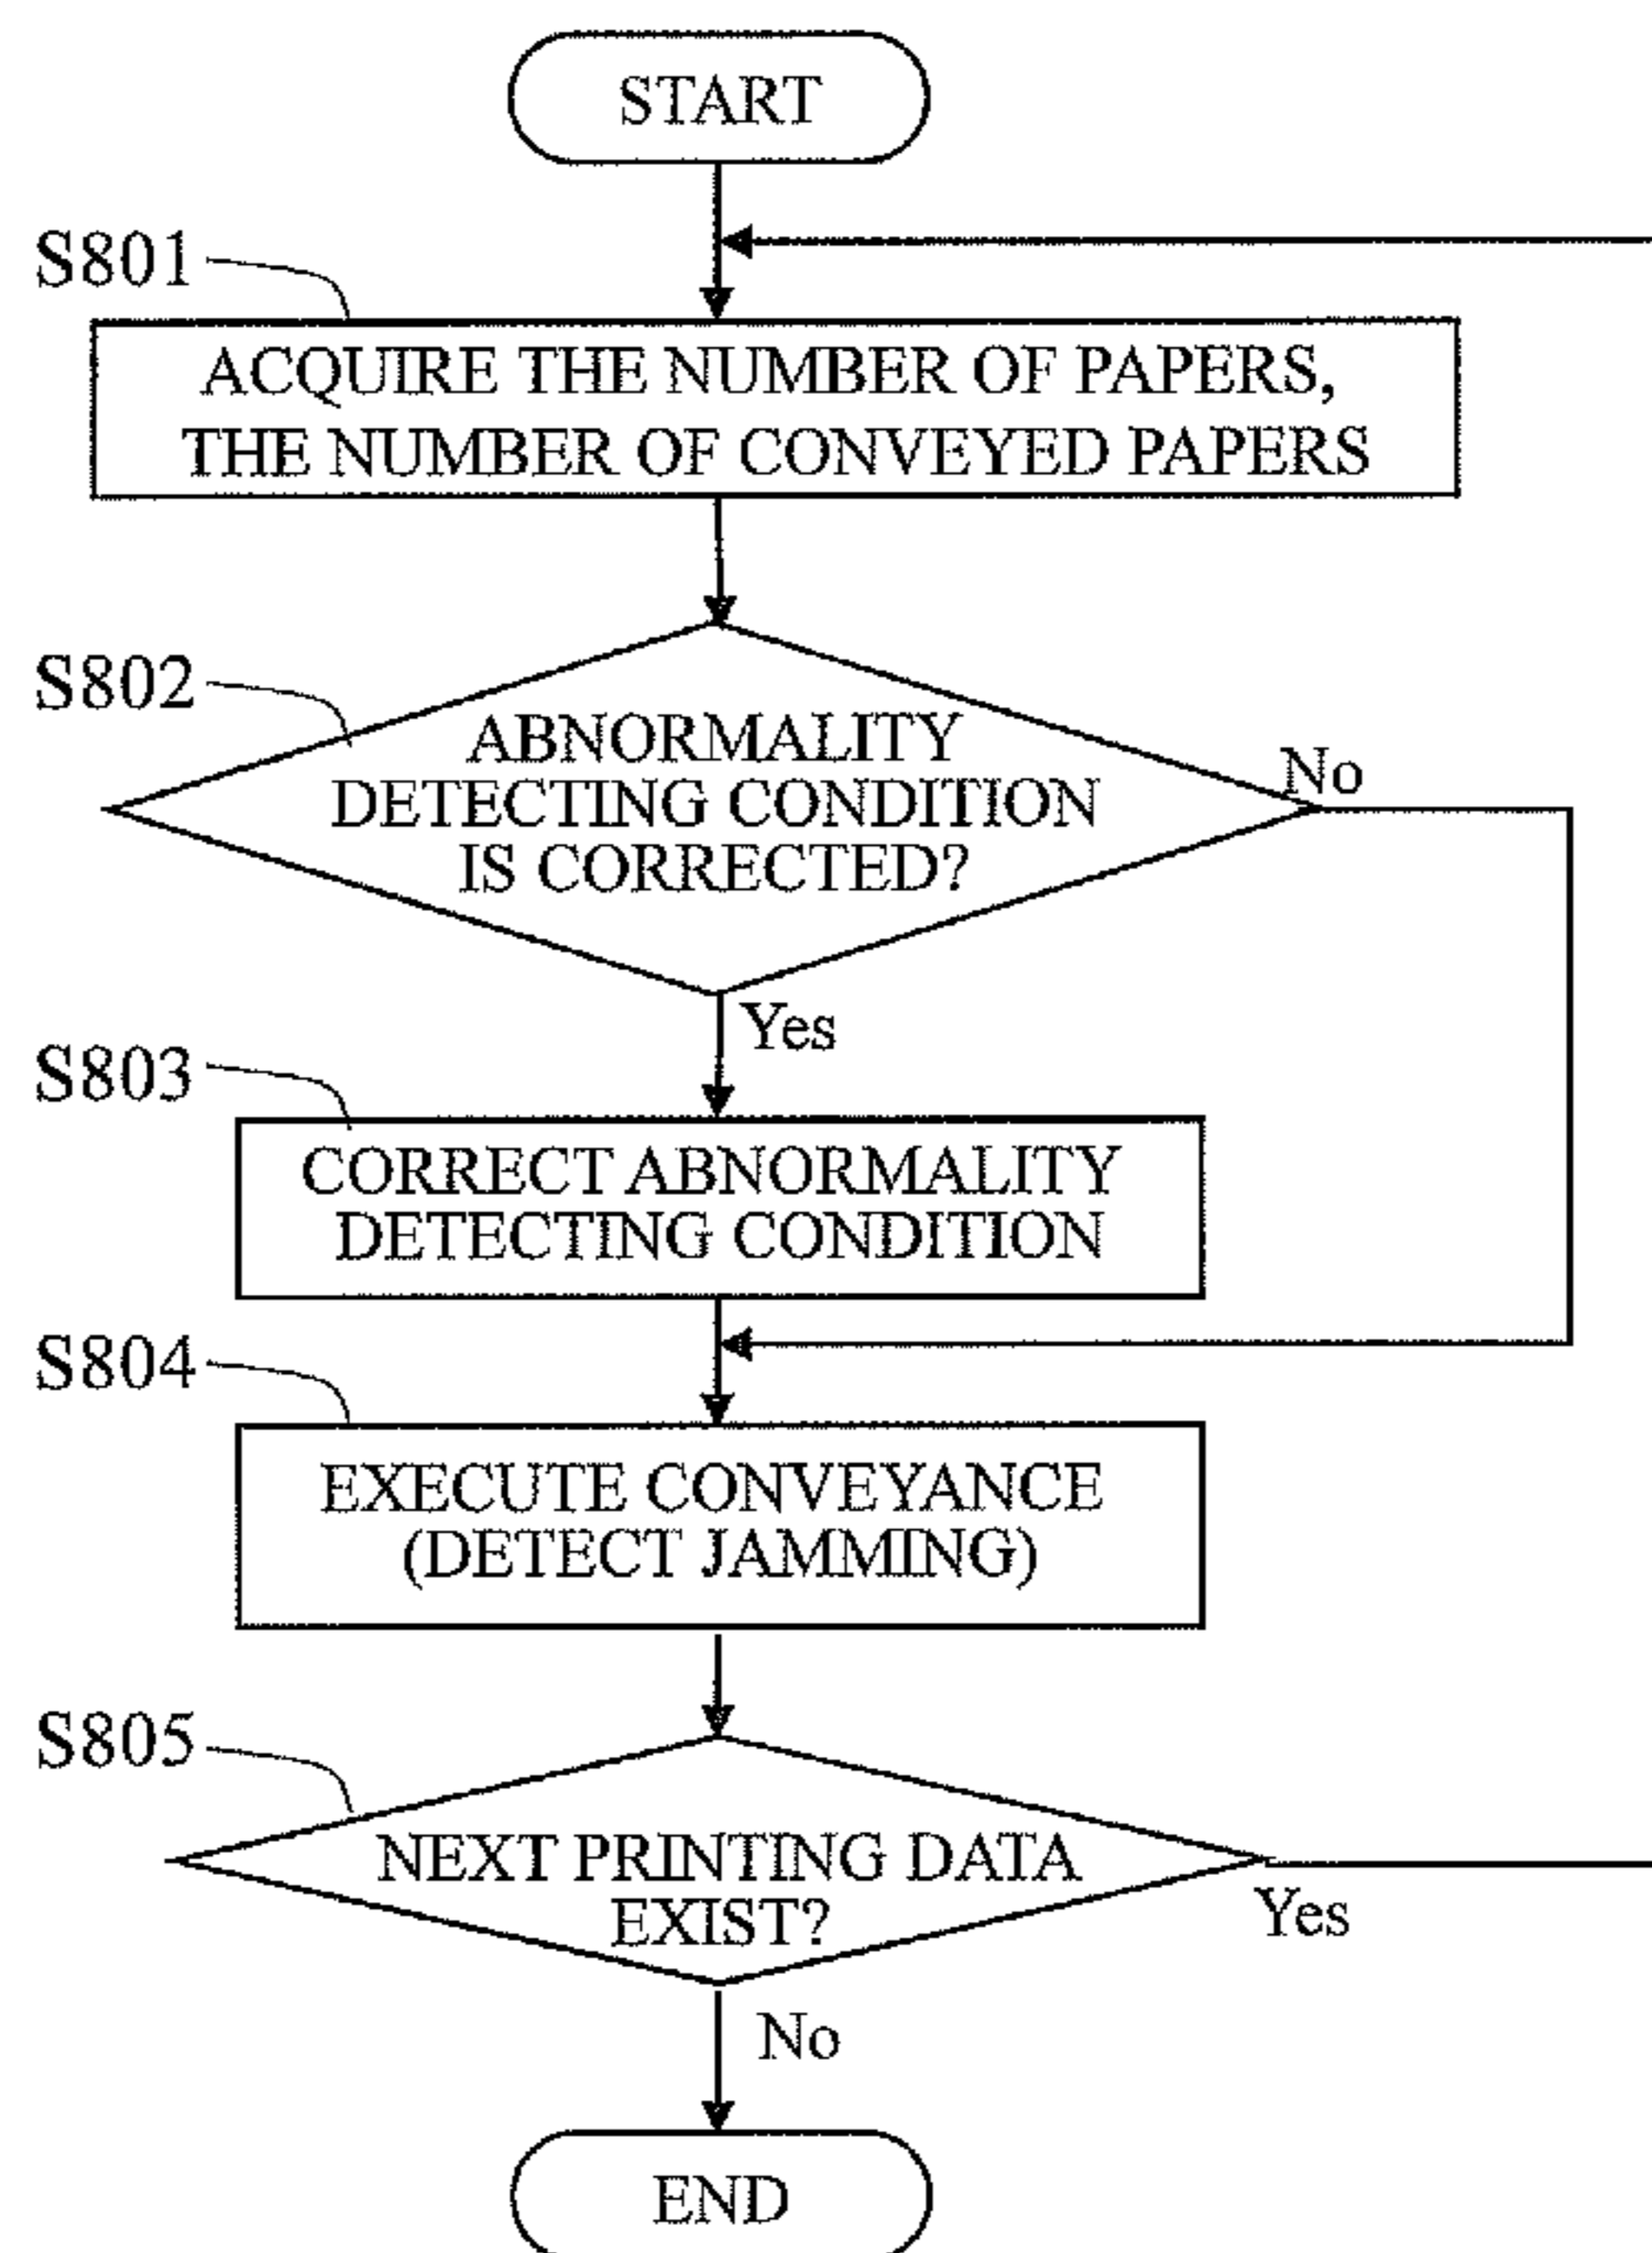 START
S801
ACQUIRE THE NUMBER OF PAPERS,
THE NUMBER OF CONVEYED PAPERS
S802
ABNORMALITY
DETECTING CONDITION
IS CORRECTED?
No
Yes
S803
CORRECT ABNORMALITY
DETECTING CONDITION
S804
EXECUTE CONVEYANCE
(DETECT JAMMING)
S805
NEXT PRINTING DATA
EXIST?
Yes
No
END